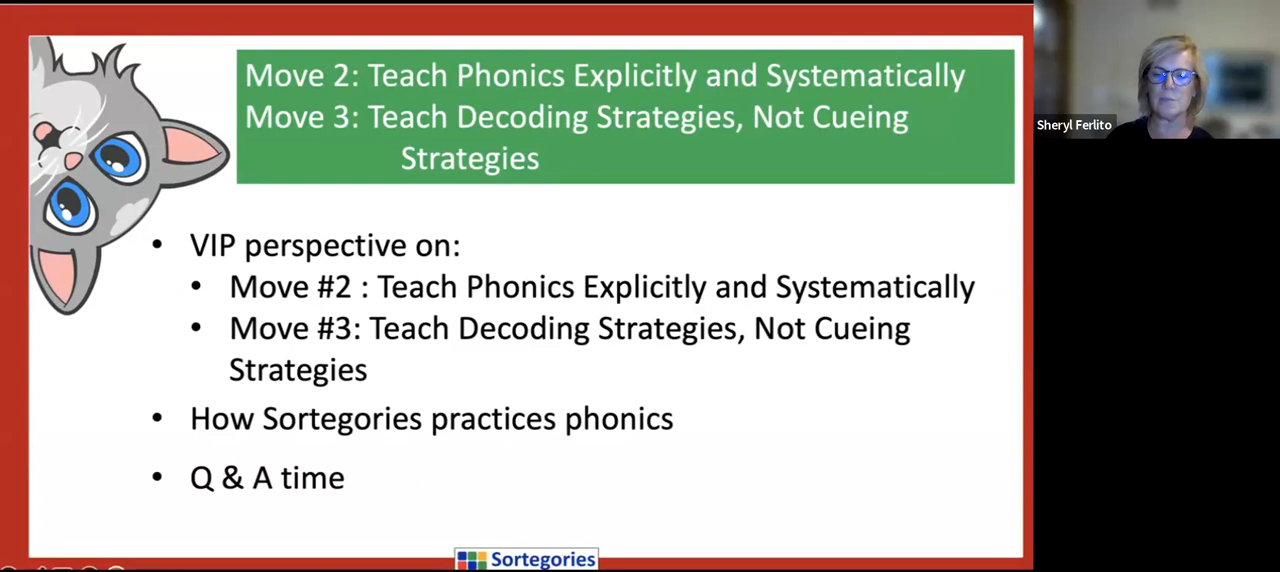 Move 2: Teach Phonics Explicitly and Systematically
Move 3: Teach Decoding Strategies, Not Cueing
Strategies
Sheryl Ferlito
• VIP perspective on:
• Move #2 : Teach Phonics Explicitly and Systematically
• Move #3: Teach Decoding Strategies, Not Cueing
Strategies
• How Sortegories practices phonics
• Q & A time
Sortegories